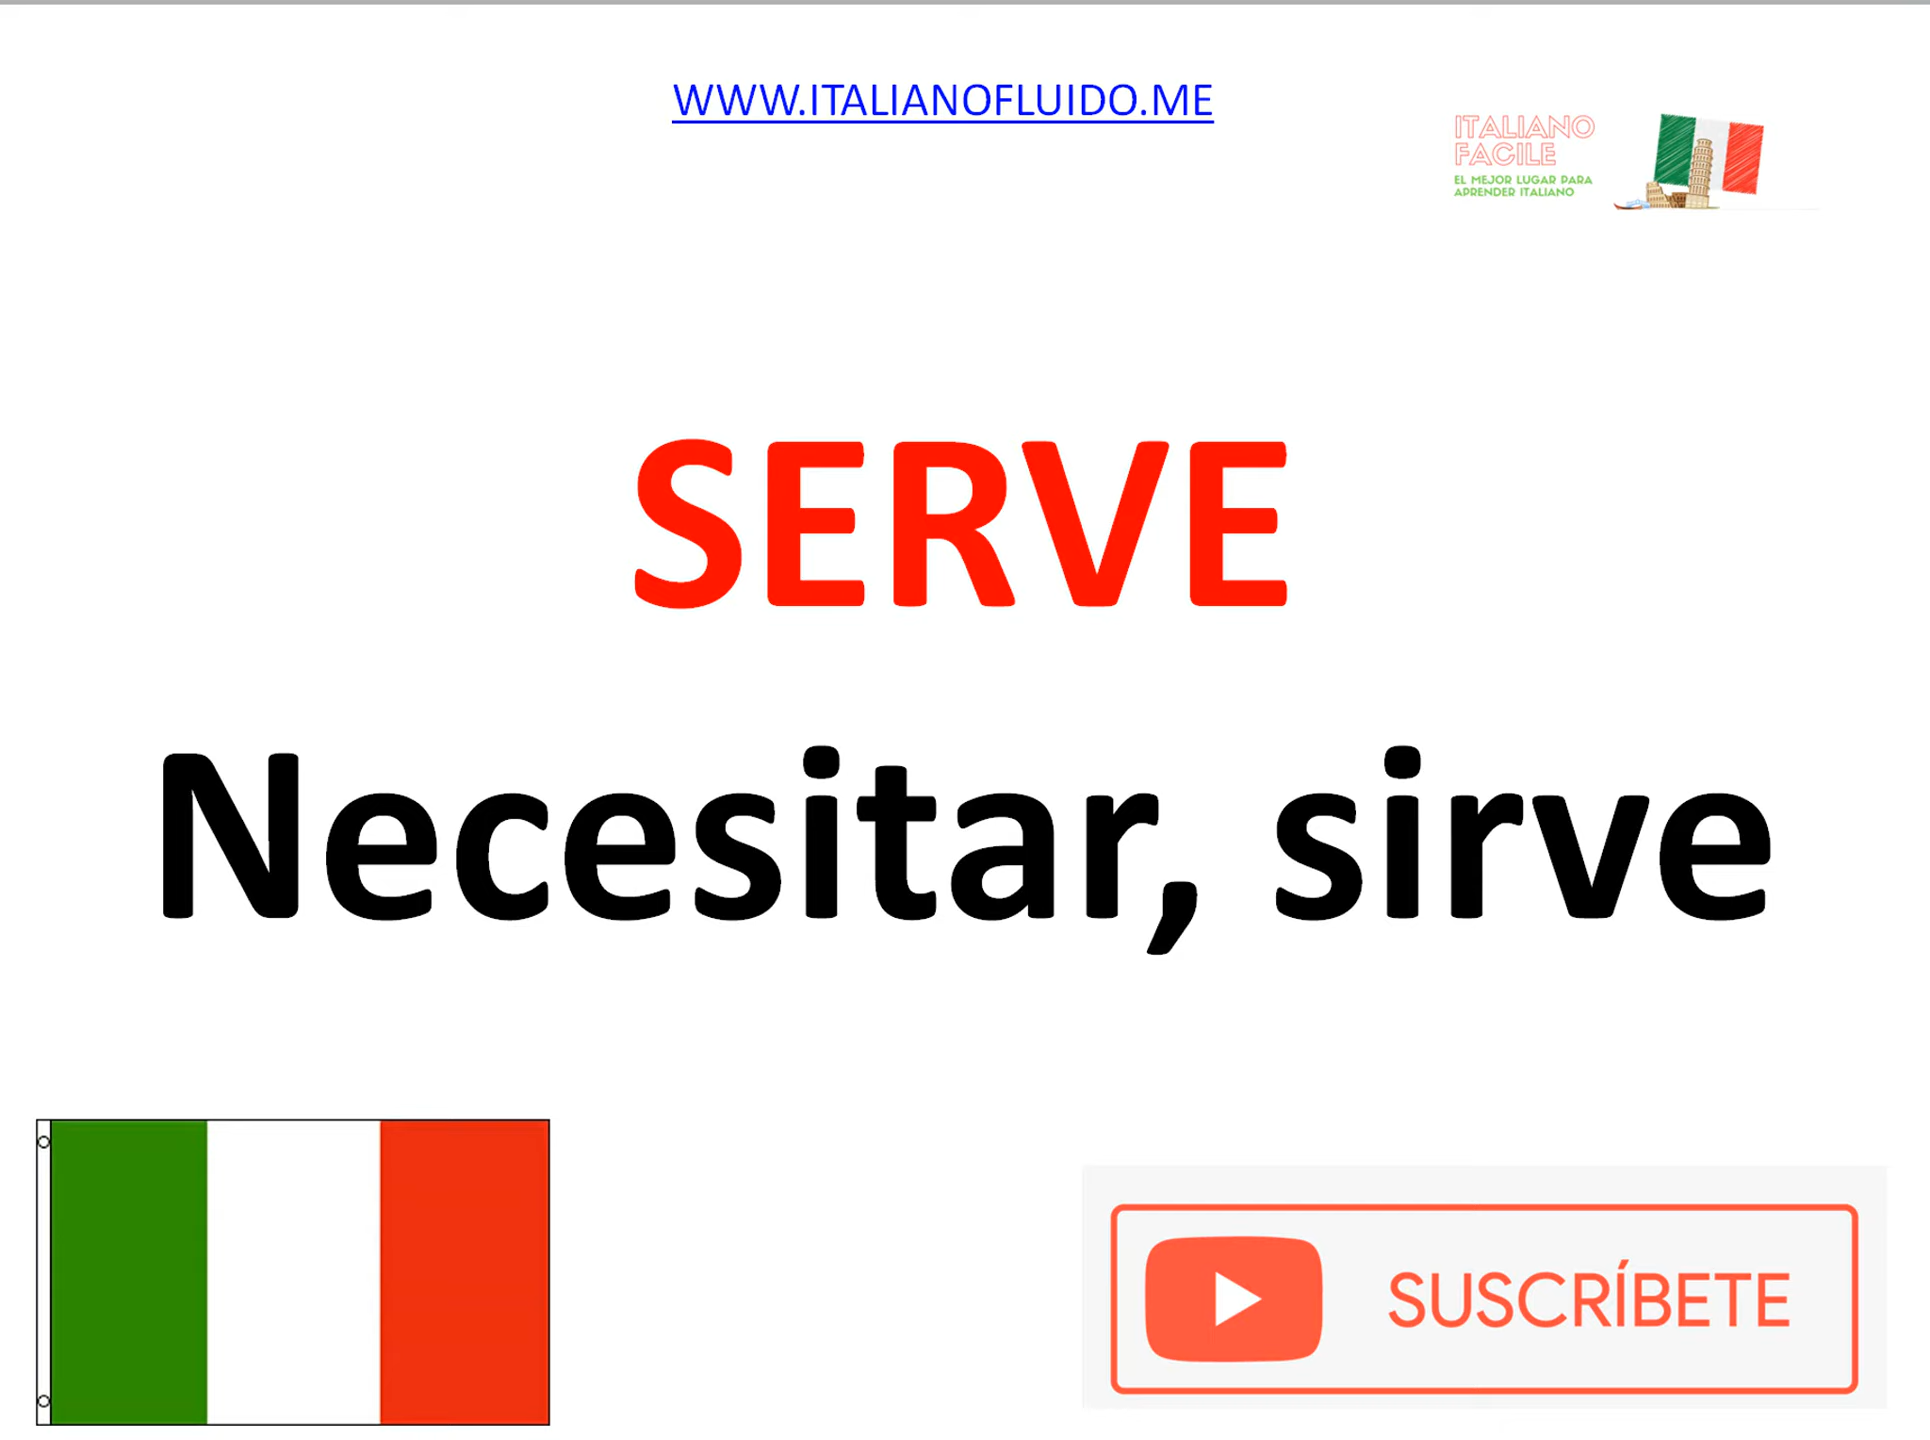 WWW.ITALIANOFLUIDO.ME
ITALIANO
FACILE
EL MEJOR LUGAR PARA
APRENDER ITALIANO
SERVE
Necesitar, sirve
SUSCRÍBETE